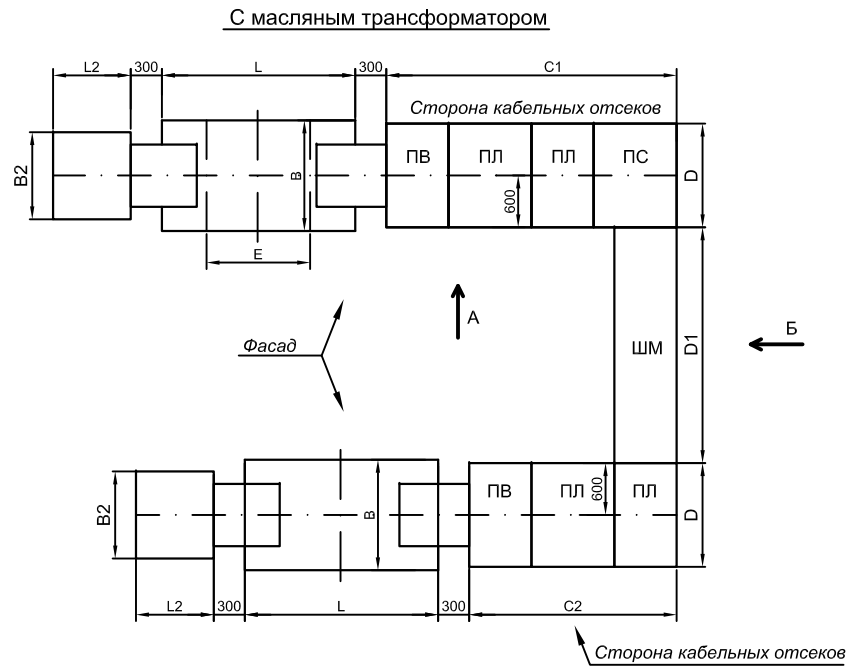 С масляным трансформатором
L2 300 L 300 C1
Сторона кабельных отсеков
B2 B ПВ ПЛ ПЛ ПС D
600
E
А
Фасад ШМ D1 Б
B2 B ПВ ПЛ 600 ПЛ D
L2 300 L 300 C2
Сторона кабельных отсеков